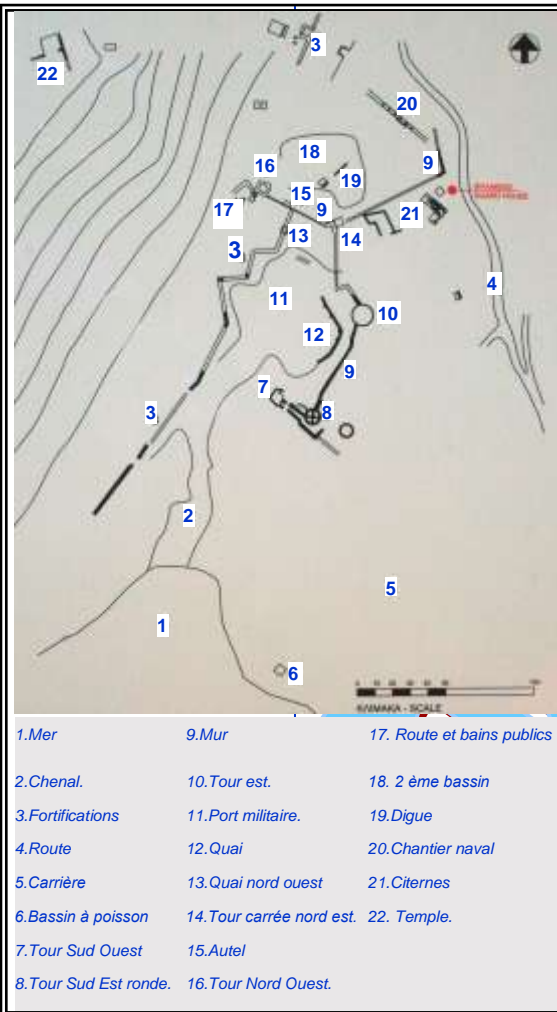 3
22
20
16
18
9
15
19
17
9
21
13
14
3
4
11
10
12
9
7
3
8
2
5
1
6
ΚΛΙΜΑΚΑ - SCALE
1.Mer
9.Mur
17. Route et bains publics
2.Chenal.
10.Tour est.
18. 2 ème bassin
3.Fortifications
11.Port militaire.
19.Digue
4.Route
12.Quai
20.Chantier naval
5.Carrière
13.Quai nord ouest
21.Citernes
6.Bassin à poisson
14.Tour carrée nord est.
22. Temple.
7.Tour Sud Ouest
15.Autel
8.Tour Sud Est ronde.
16.Tour Nord Ouest.